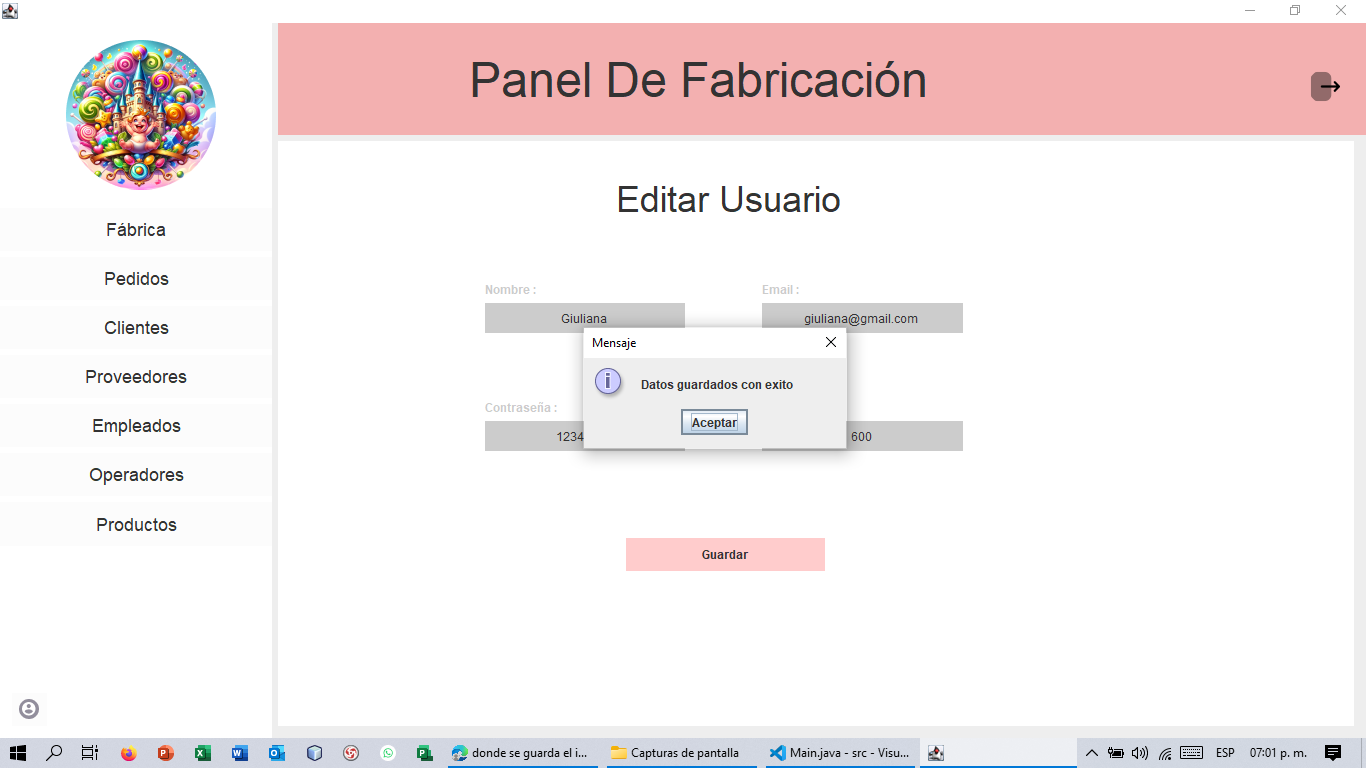 Panel De Fabricación
Fábrica
Pedidos
Clientes
Proveedores
Empleados
Operadores
Productos
Editar Usuario
Nombre :
Email :
Giuliana
giuliana@gmail.com
Mensaje
Datos guardados con exito
Aceptar
Contraseña :
1234
600
Guardar
donde se guarda el i...
Capturas de pantalla
Main.java - src - Visu...
ESP
07:01 p. m.